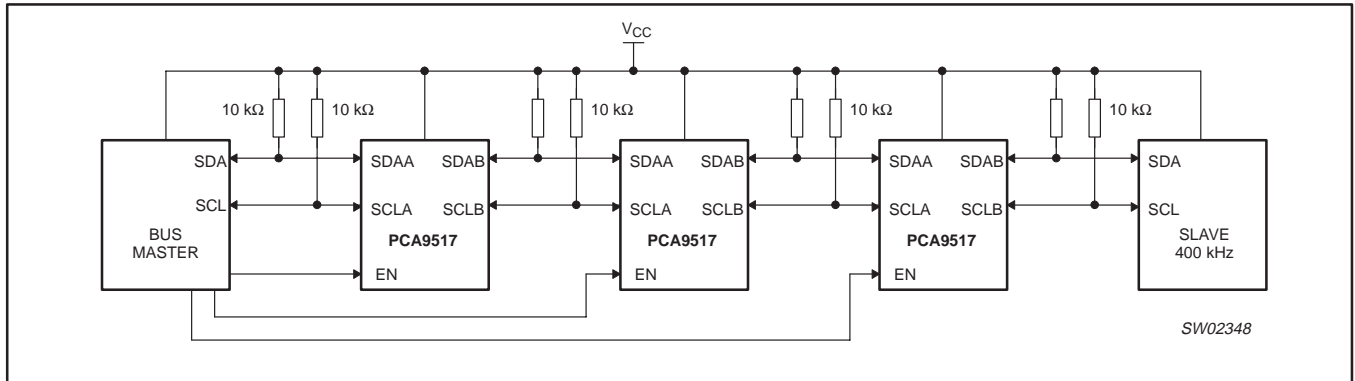 VCC
10 kΩ 10 kΩ 10 kΩ 10 kΩ 10 kΩ
SDA SDAA SDAB SDAA SDAB SDAA SDAB SDA
SCL SCLA SCLB SCLA SCLB SCLA SCLB SCL
BUS
MASTER
PCA9517 PCA9517 PCA9517
SLAVE
400 kHz
EN EN EN
SW02348